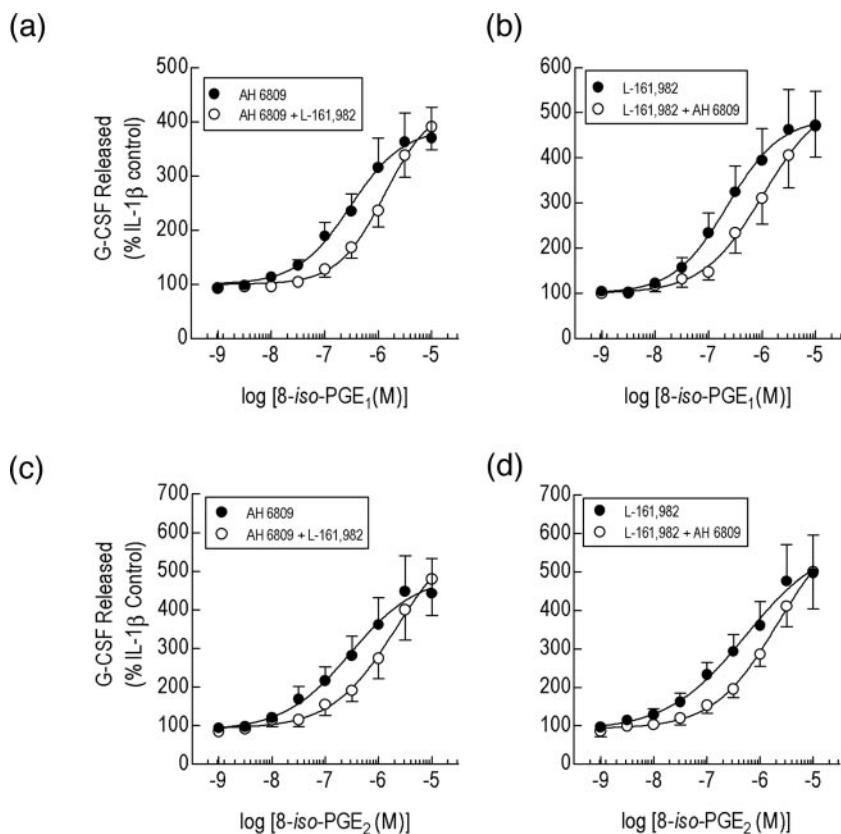 (a)
G-CSF Released
(% IL-1β control)
500
400
300
200
100
0
AH 6809
AH 6809 + L-161,982
-9 -8 -7 -6 -5
log [8-iso-PGE₁(M)]
(b)
600
500
400
300
200
100
0
L-161,982
L-161,982 + AH 6809
-9 -8 -7 -6 -5
log [8-iso-PGE₁(M)]
(c)
G-CSF Released
(% IL-1β Control)
700
600
500
400
300
200
100
0
AH 6809
AH 6809 + L-161,982
-9 -8 -7 -6 -5
log [8-iso-PGE₂ (M)]
(d)
700
600
500
400
300
200
100
0
L-161,982
L-161,982 + AH 6809
-9 -8 -7 -6 -5
log [8-iso-PGE₂ (M)]